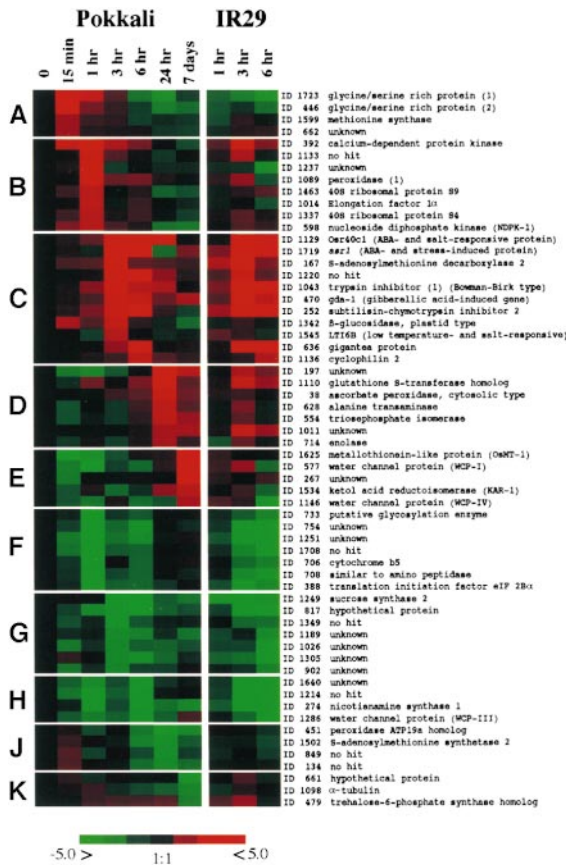 Pokkali IR29
0 15 min 1 hr 3 hr 6 hr 24 hr 7 days 1 hr 3 hr 6 hr
A
ID 1723 glycine/serine rich protein (1)
ID 446 glycine/serine rich protein (2)
ID 1599 methionine synthase
ID 662 unknown
B
ID 392 calcium-dependent protein kinase
ID 1133 no hit
ID 1237 unknown
ID 1089 peroxidase (1)
ID 1463 40S ribosomal protein S9
ID 1014 Elongation factor 1α
ID 1337 40S ribosomal protein S4
ID 598 nucleoside diphosphate kinase (NDPK-1)
C
ID 1129 Osr40c1 (ABA- and salt-responsive protein)
ID 1719 asr1 (ABA- and stress-induced protein)
ID 167 S-adenosylmethionine decarboxylase 2
ID 1220 no hit
ID 1043 trypsin inhibitor (1) (Bowman-Birk type)
ID 470 gda-1 (gibberellic acid-induced gene)
ID 252 subtilisin-chymotrypsin inhibitor 2
ID 1342 β-glucosidase, plastid type
ID 1545 LTI6B (low temperature- and salt-responsive)
ID 636 gigantea protein
ID 1136 cyclophilin 2
D
ID 197 unknown
ID 1110 glutathione S-transferase homolog
ID 38 ascorbate peroxidase, cytosolic type
ID 628 alanine transaminase
ID 554 triosephosphate isomerase
ID 1011 unknown
ID 714 enolase
E
ID 1625 metallothionein-like protein (OsMT-1)
ID 577 water channel protein (WCP-I)
ID 267 unknown
ID 1534 ketol acid reductoisomerase (KAR-1)
ID 1146 water channel protein (WCP-IV)
F
ID 733 putative glycosylation enzyme
ID 754 unknown
ID 1251 unknown
ID 1708 no hit
ID 706 cytochrome b5
ID 708 similar to amino peptidase
ID 388 translation initiation factor eIF 2Bα
G
ID 1249 sucrose synthase 2
ID 817 hypothetical protein
ID 1349 no hit
ID 1189 unknown
ID 1026 unknown
ID 1305 unknown
ID 902 unknown
H
ID 1640 unknown
ID 1214 no hit
ID 274 nicotianamine synthase 1
ID 1286 water channel protein (WCP-III)
J
ID 451 peroxidase ATP19a homolog
ID 1502 S-adenosylmethionine synthetase 2
ID 849 no hit
ID 134 no hit
K
ID 661 hypothetical protein
ID 1098 α-tubulin
ID 479 trehalose-6-phosphate synthase homolog
-5.0 > 1:1 < 5.0